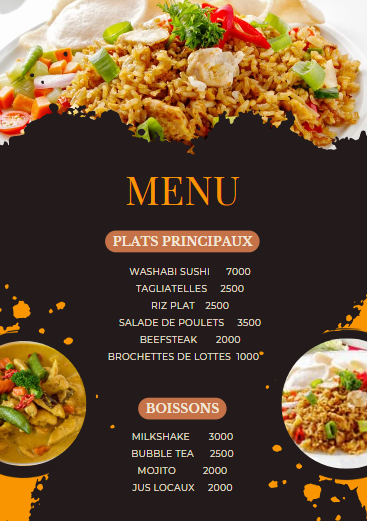 MENU
PLATS PRINCIPAUX
WASHABI SUSHI 7000
TAGLIATELLES 2500
RIZ PLAT 2500
SALADE DE POULETS 3500
BEEFSTEAK 2000
BROCHETTES DE LOTTES 1000
BOISSONS
MILKSHAKE 3000
BUBBLE TEA 2500
MOJITO 2000
JUS LOCAUX 2000